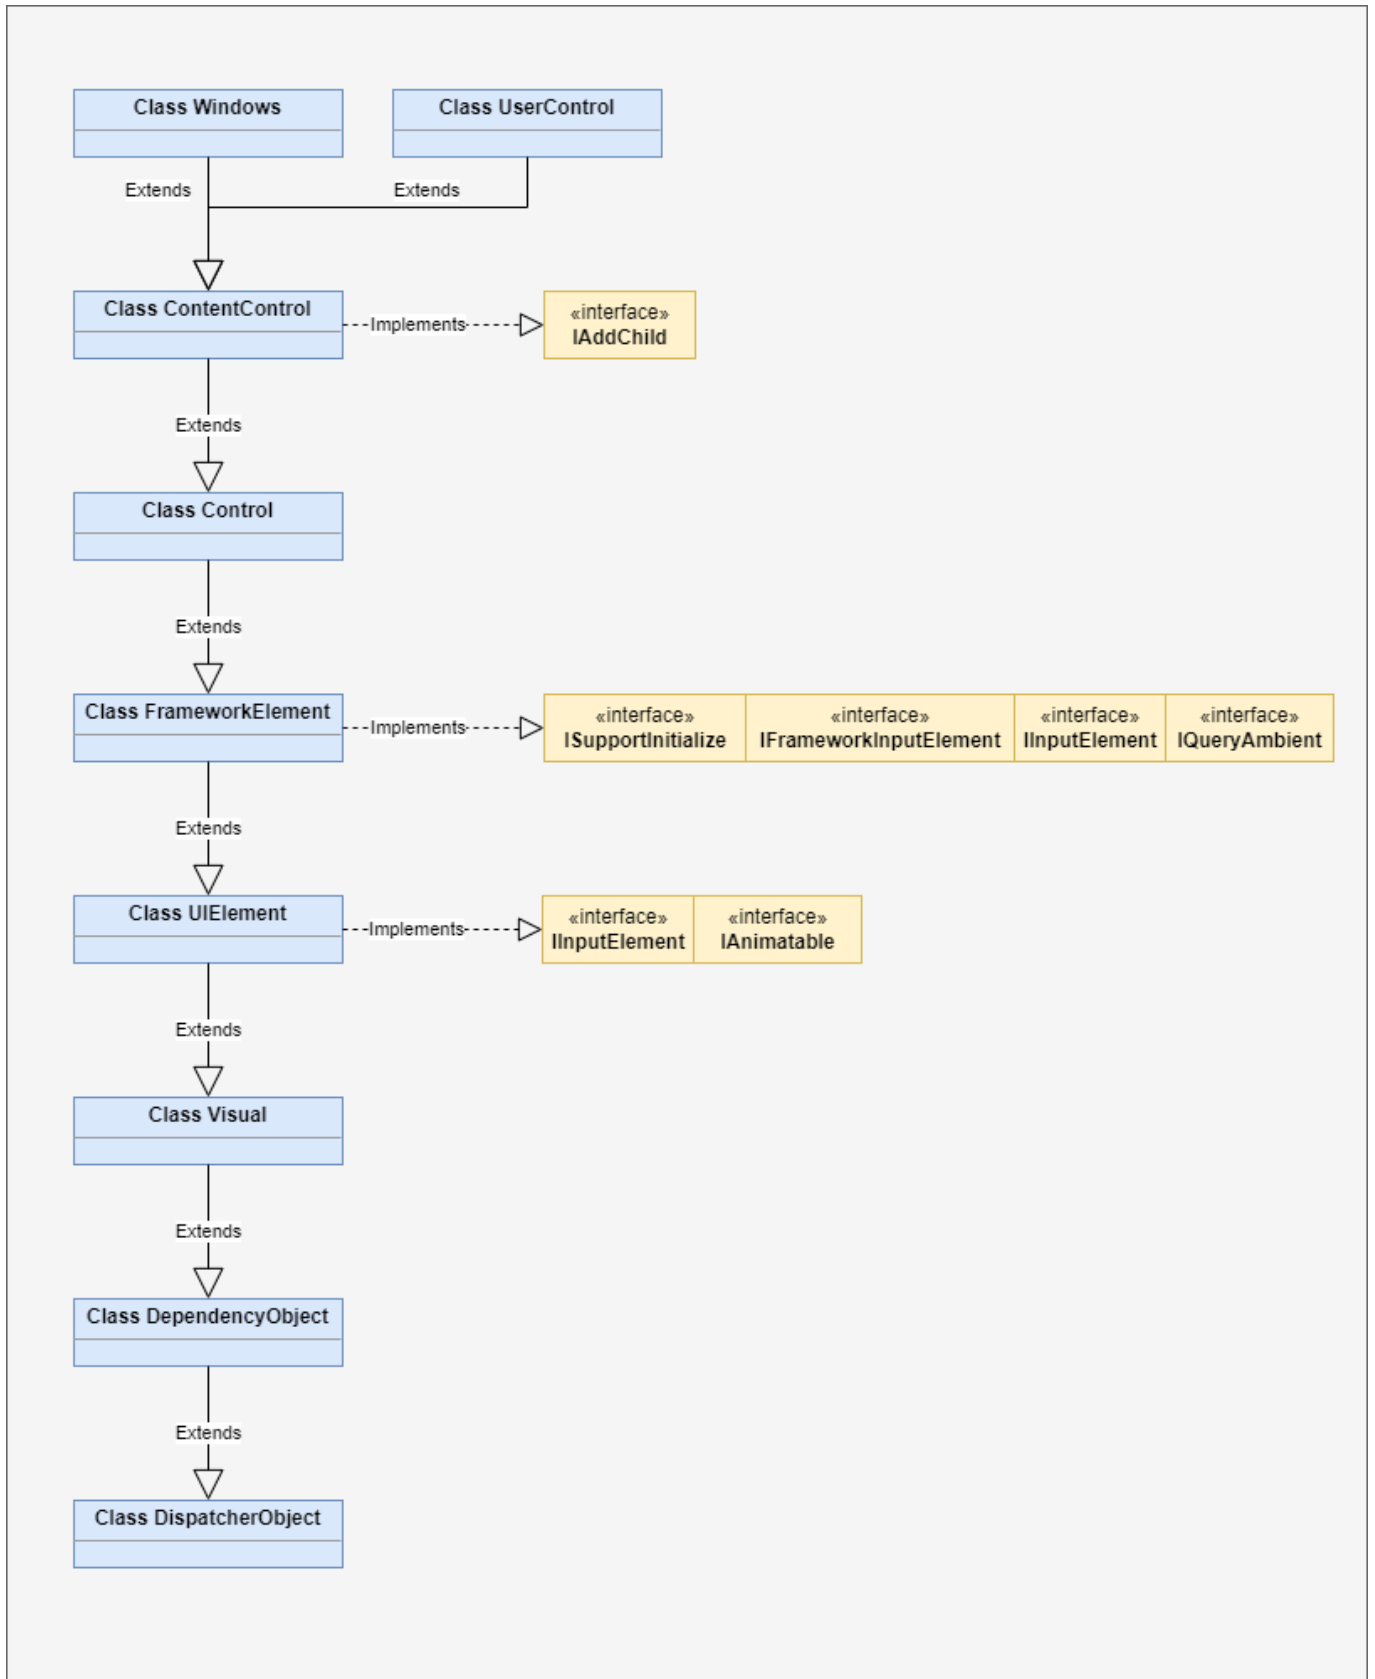 Class Windows
Class UserControl
Extends
Extends
Class ContentControl
Implements
«interface»
IAddChild
Extends
Class Control
Extends
Class FrameworkElement
Implements
«interface»
ISupportInitialize
«interface»
IFrameworkInputElement
«interface»
IInputElement
«interface»
IQueryAmbient
Extends
Class UIElement
Implements
«interface»
IInputElement
«interface»
IAnimatable
Extends
Class Visual
Extends
Class DependencyObject
Extends
Class DispatcherObject